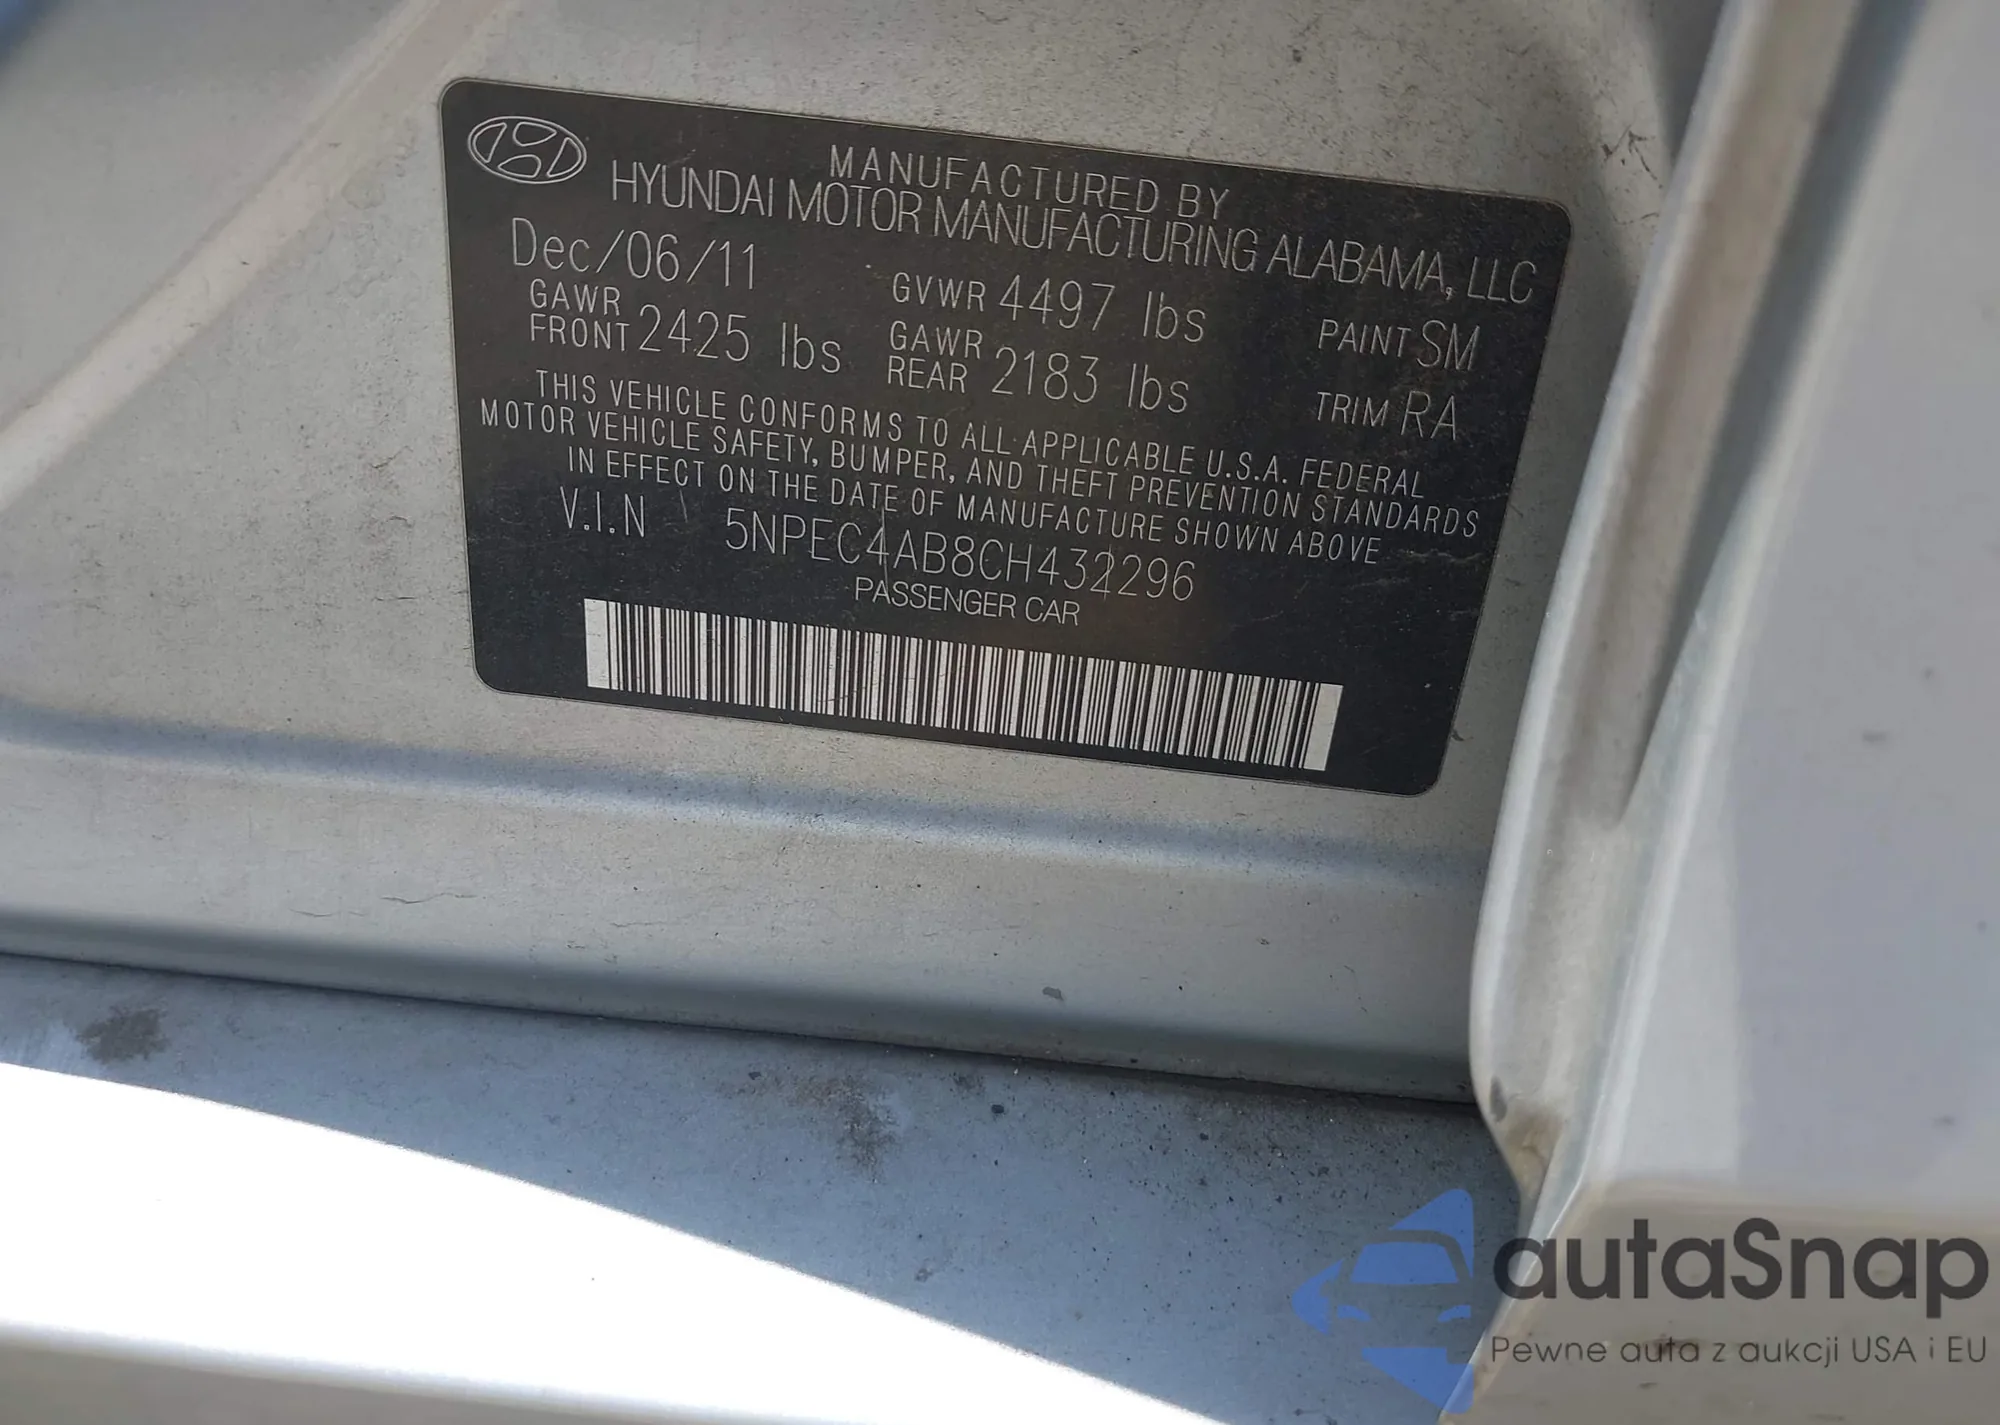 MANUFACTURED BY
HYUNDAI MOTOR MANUFACTURING ALABAMA, LLC
Dec/06/11 GVWR 4497 lbs PAINT SM
GAWR FRONT 2425 lbs GAWR REAR 2183 lbs TRIM RA
THIS VEHICLE CONFORMS TO ALL APPLICABLE U.S.A. FEDERAL
MOTOR VEHICLE SAFETY, BUMPER, AND THEFT PREVENTION STANDARDS
IN EFFECT ON THE DATE OF MANUFACTURE SHOWN ABOVE
V.I.N 5NPEC4AB8CH432296
PASSENGER CAR
autaSnap
Pewne auta z aukcji USA i EU